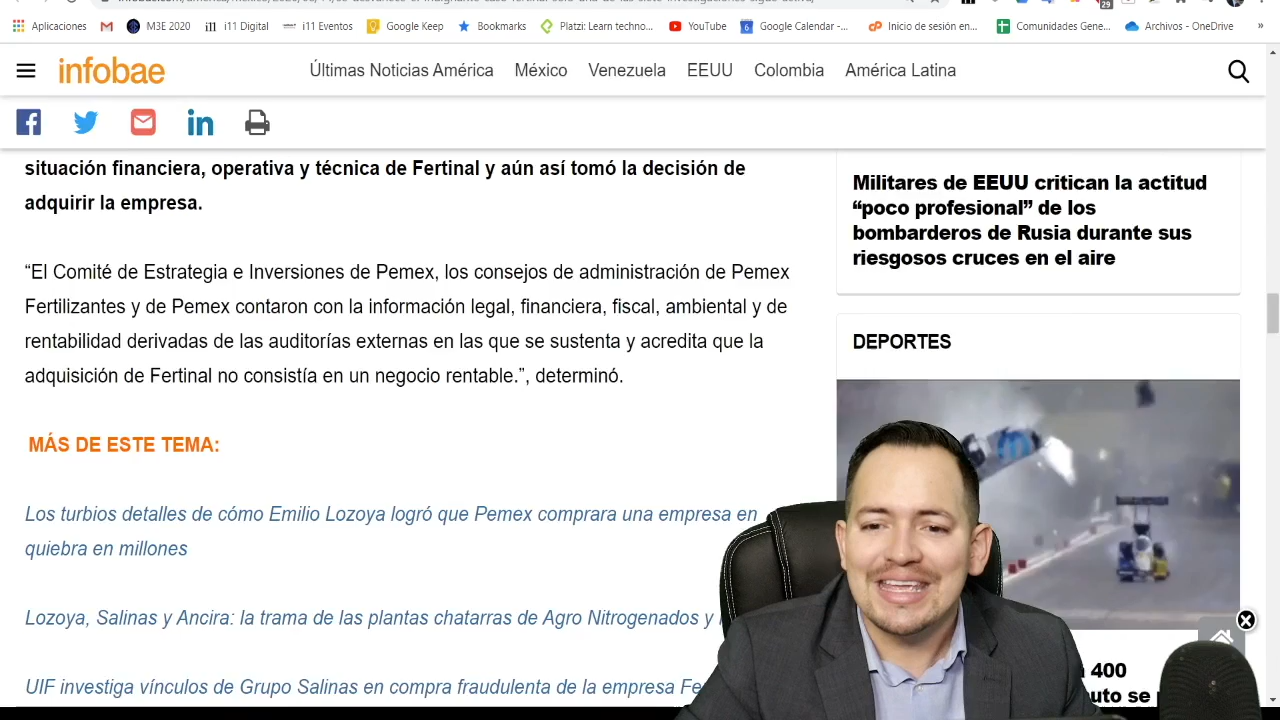 Aplicaciones M3E 2020 i11 Digital i11 Eventos Google Keep Bookmarks Platzi: Learn techno... YouTube Google Calendar -... Inicio de sesión en... Comunidades Gene... Archivos - OneDrive »
29
infobae Últimas Noticias América México Venezuela EEUU Colombia América Latina
situación financiera, operativa y técnica de Fertinal y aún así tomó la decisión de
adquirir la empresa.
“El Comité de Estrategia e Inversiones de Pemex, los consejos de administración de Pemex
Fertilizantes y de Pemex contaron con la información legal, financiera, fiscal, ambiental y de
rentabilidad derivadas de las auditorías externas en las que se sustenta y acredita que la
adquisición de Fertinal no consistía en un negocio rentable.”, determinó.
MÁS DE ESTE TEMA:
Los turbios detalles de cómo Emilio Lozoya logró que Pemex comprara una empresa en
quiebra en millones
Lozoya, Salinas y Ancira: la trama de las plantas chatarras de Agro Nitrogenados y
UIF investiga vínculos de Grupo Salinas en compra fraudulenta de la empresa
Militares de EEUU critican la actitud
“poco profesional” de los
bombarderos de Rusia durante sus
riesgosos cruces en el aire
DEPORTES
400
se